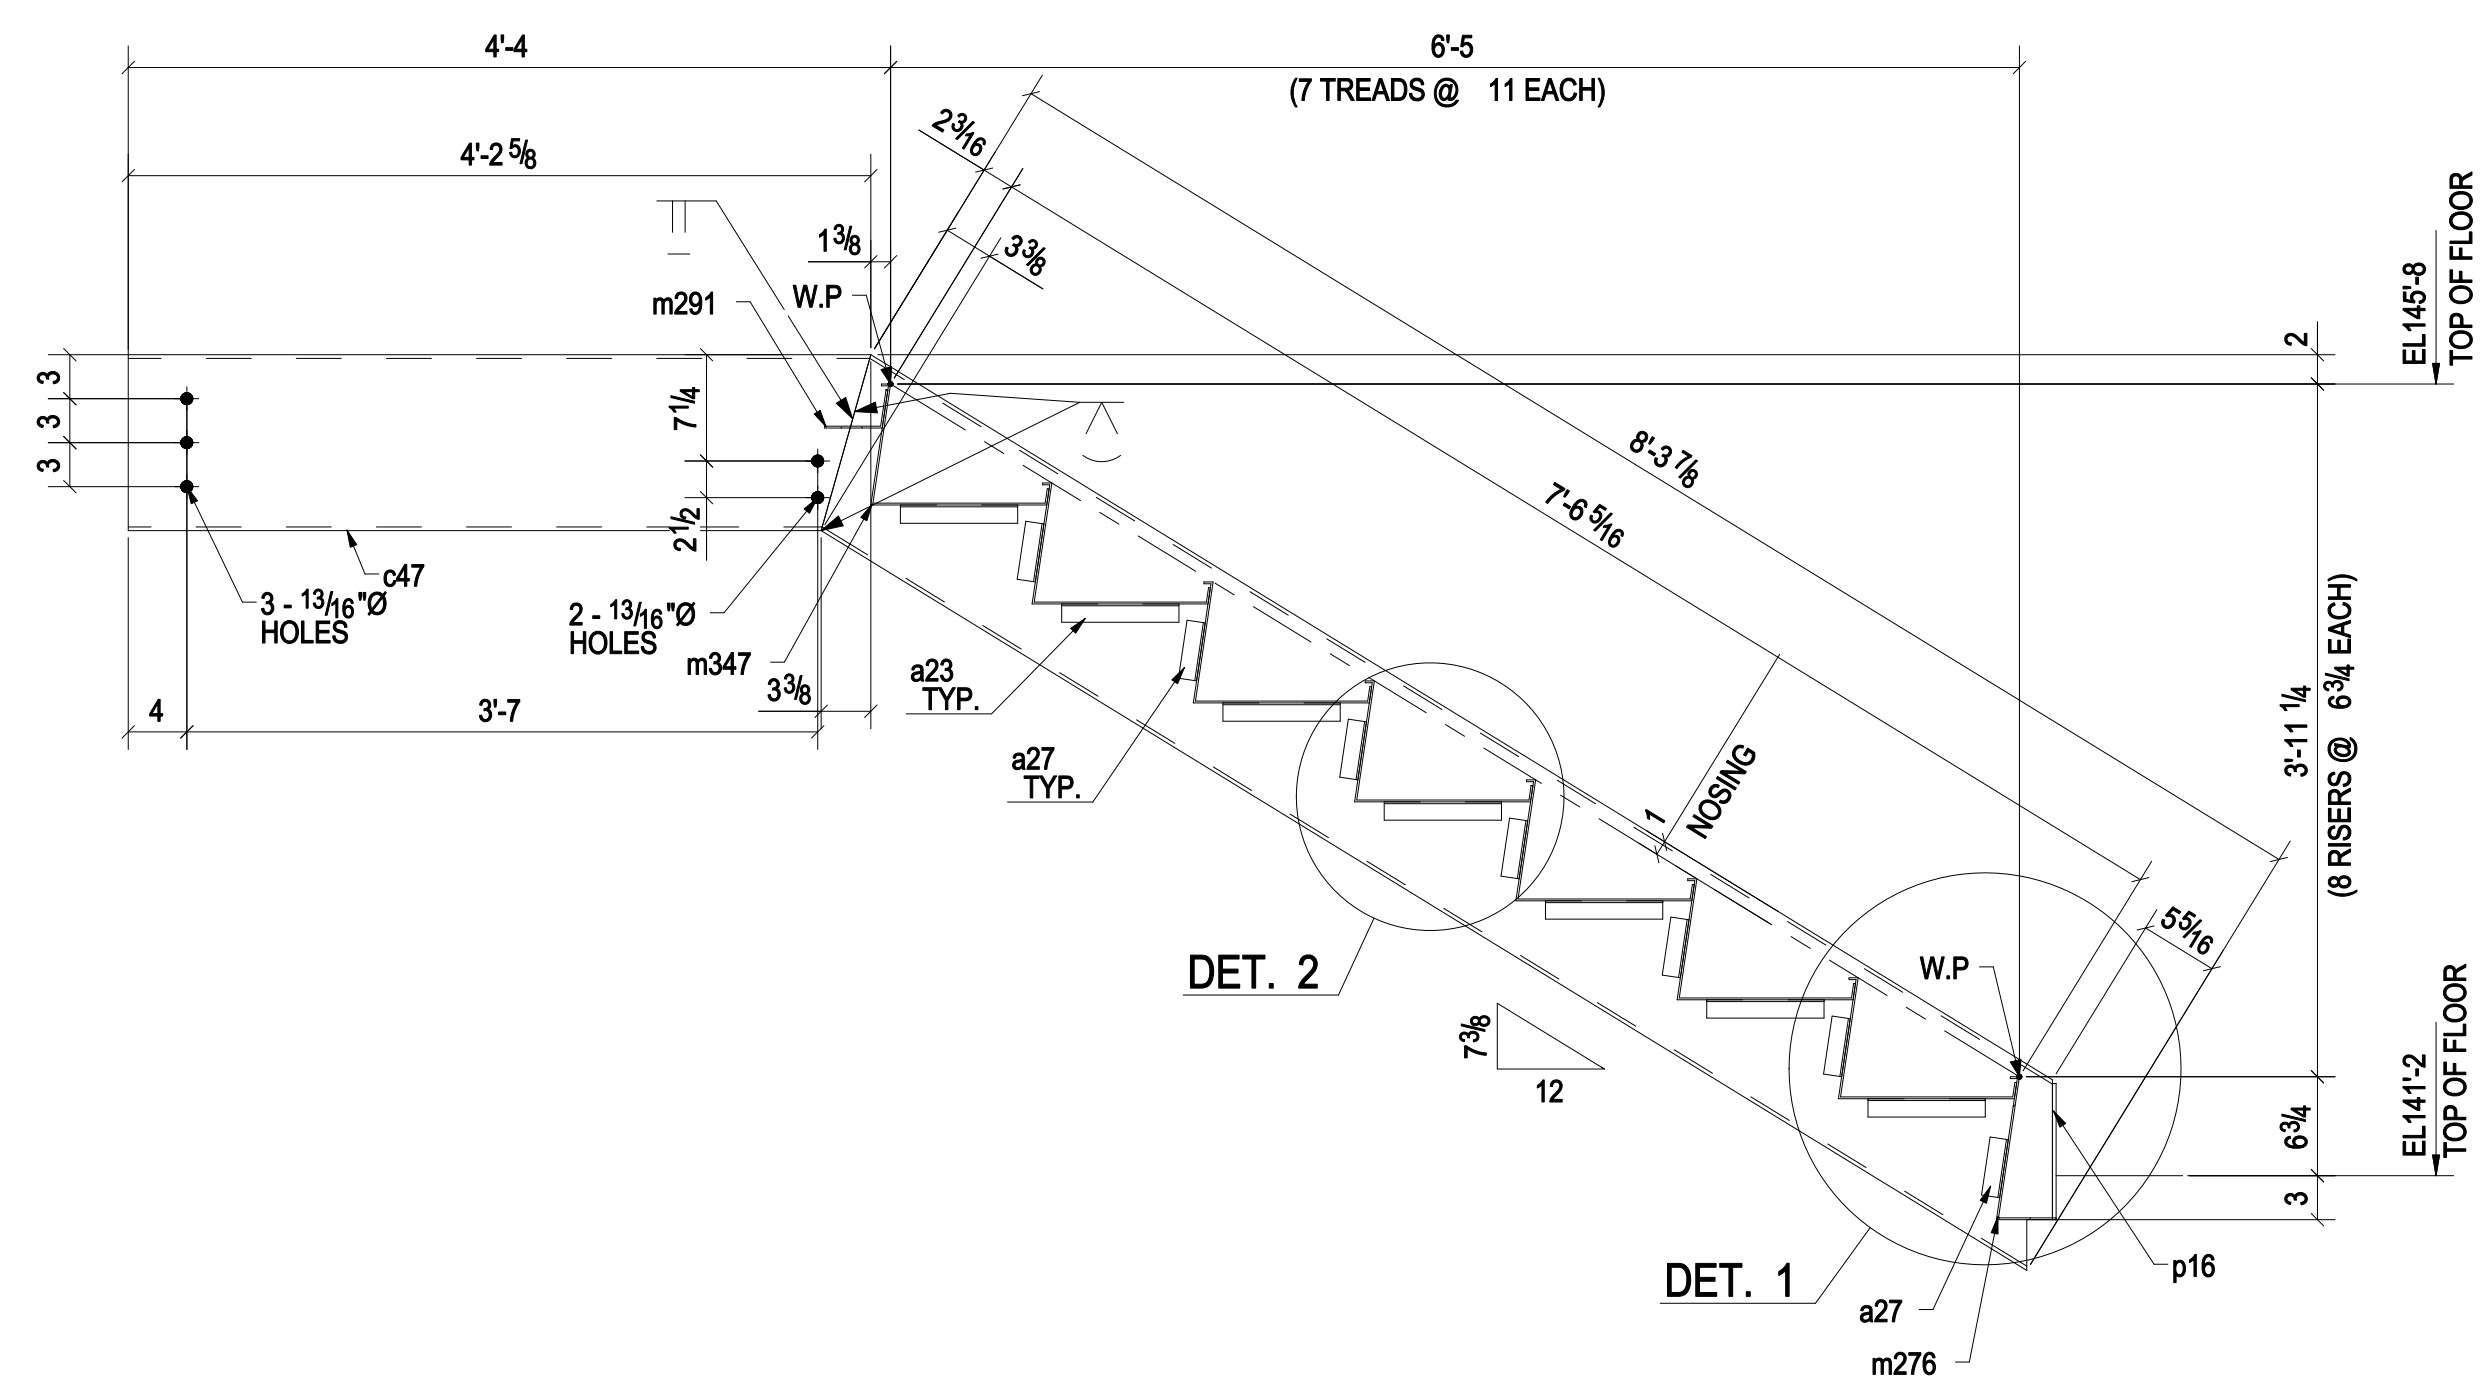 4'-4
6'-5
(7 TREADS @ 11 EACH)
2 3/16
4'-2 5/8
1 3/8
3 3/8
m291
W.P
2
EL145'-8
TOP OF FLOOR
3
3
3
7 1/4
2 1/2
8'-3 7/8
7'-6 5/16
c47
3 - 13/16"Ø
HOLES
2 - 13/16"Ø
HOLES
m347
3 3/8
4
3'-7
a23
TYP.
a27
TYP.
1
NOSING
3'-11 1/4
(8 RISERS @ 6 3/4 EACH)
5 5/16
DET. 2
W.P
7 3/8
12
6 3/4
3
EL141'-2
TOP OF FLOOR
DET. 1
p16
a27
m276